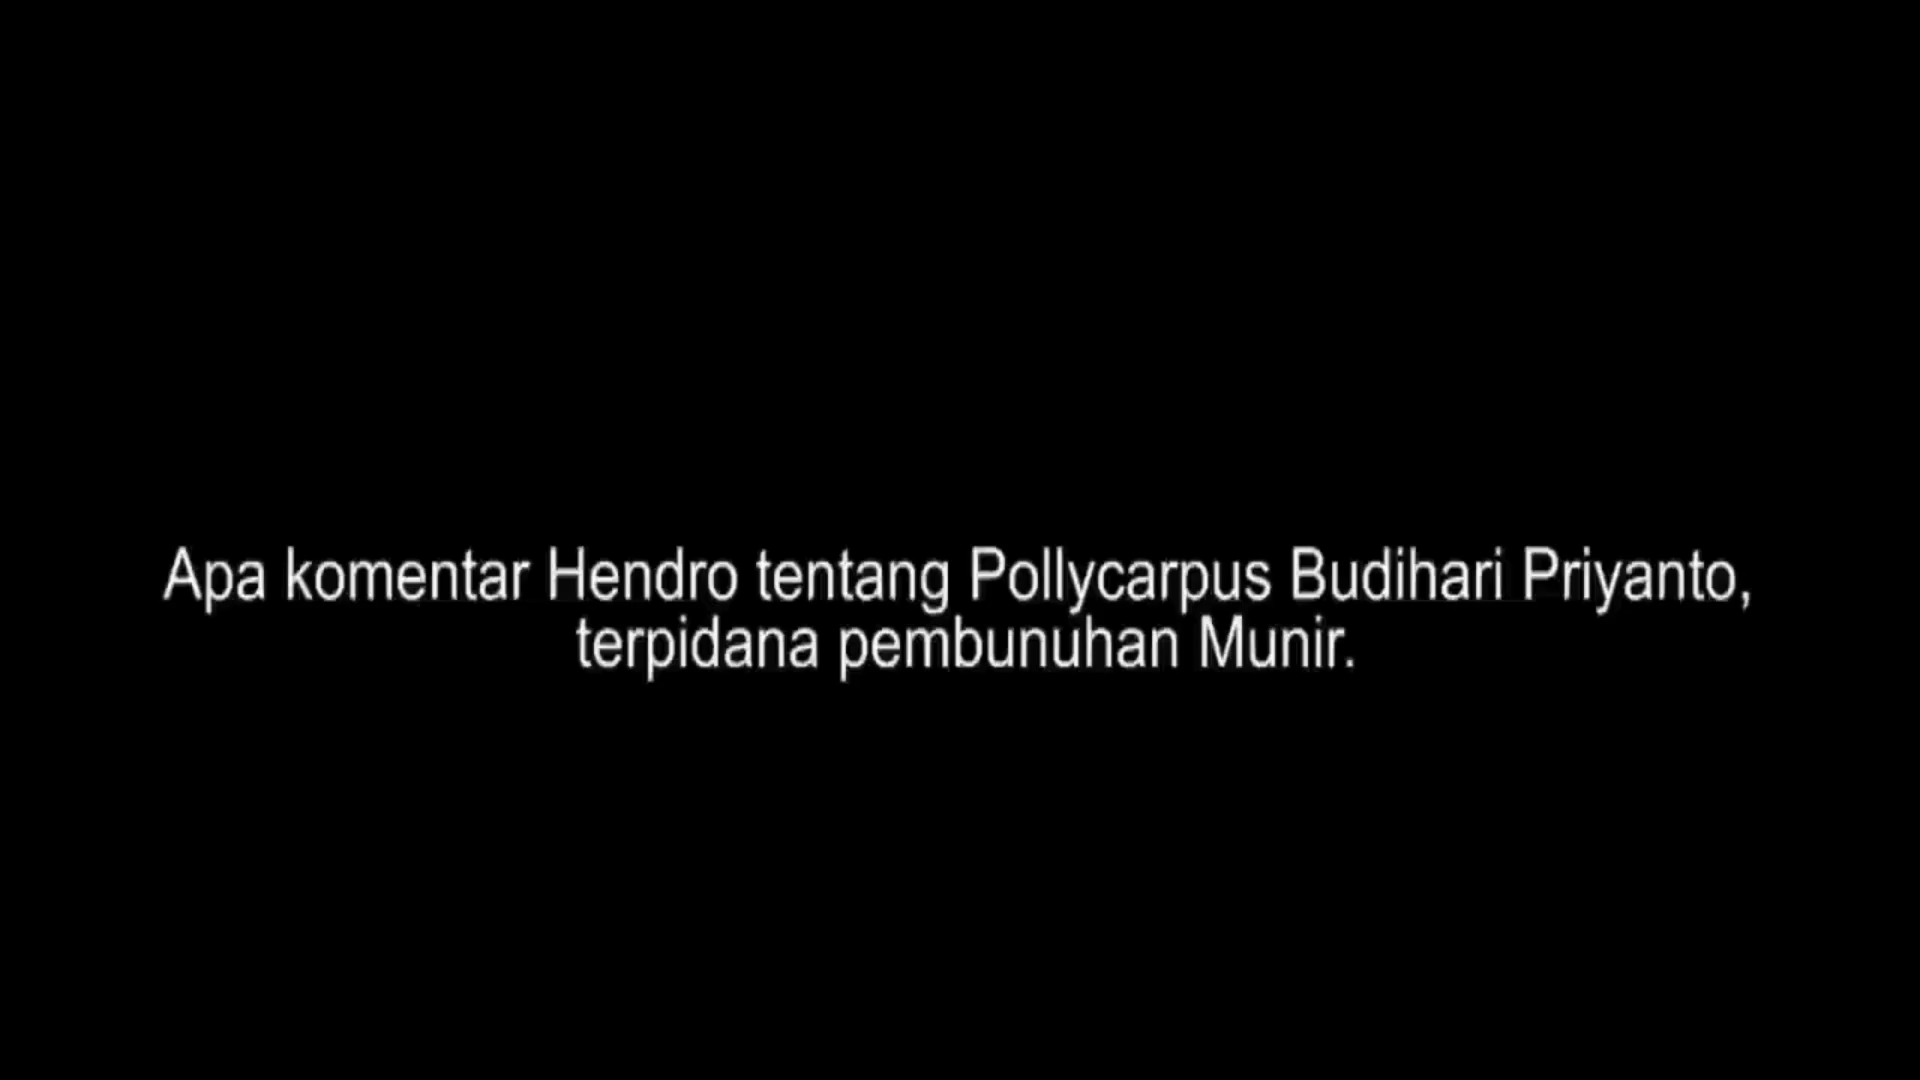 Apa komentar Hendro tentang Pollycarpus Budihari Priyanto,
terpidana pembunuhan Munir.